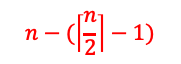 n − (⌈n/2⌉ − 1)